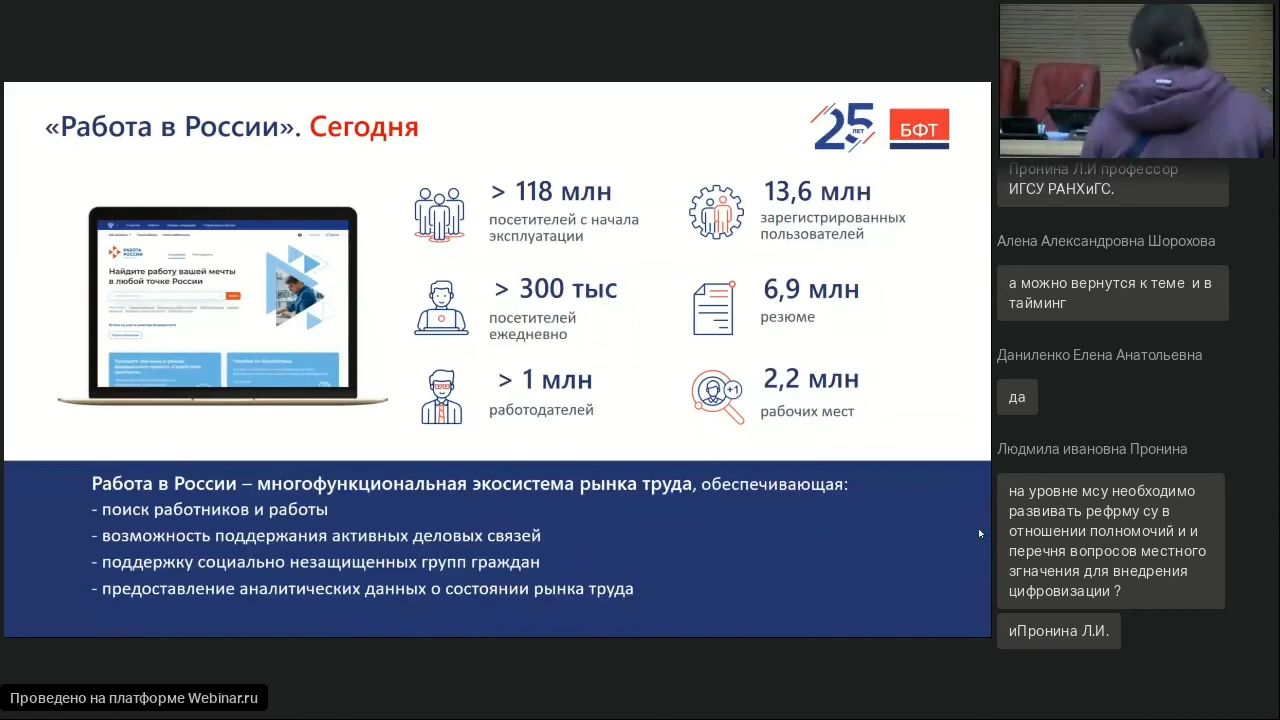 «Работа в России». Сегодня
25 ЛЕТ
БФТ
РАБОТА
РОССИИ
Найдите работу вашей мечты
в любой точке России
> 118 млн
посетителей с начала
эксплуатации
13,6 млн
зарегистрированных
пользователей
> 300 тыс
посетителей
ежедневно
6,9 млн
резюме
> 1 млн
работодателей
+1
2,2 млн
рабочих мест
Работа в России – многофункциональная экосистема рынка труда, обеспечивающая:
- поиск работников и работы
- возможность поддержания активных деловых связей
- поддержку социально незащищенных групп граждан
- предоставление аналитических данных о состоянии рынка труда
Пронина Л.И профессор
ИГСУ РАНХиГС.
Алена Александровна Шорохова
а можно вернутся к теме и в
тайминг
Даниленко Елена Анатольевна
да
Людмила ивановна Пронина
на уровне мсу необходимо
развивать рефрму су в
отношении полномочий и и
перечня вопросов местного
згначения для внедрения
цифровизации ?
иПронина Л.И.
Проведено на платформе Webinar.ru